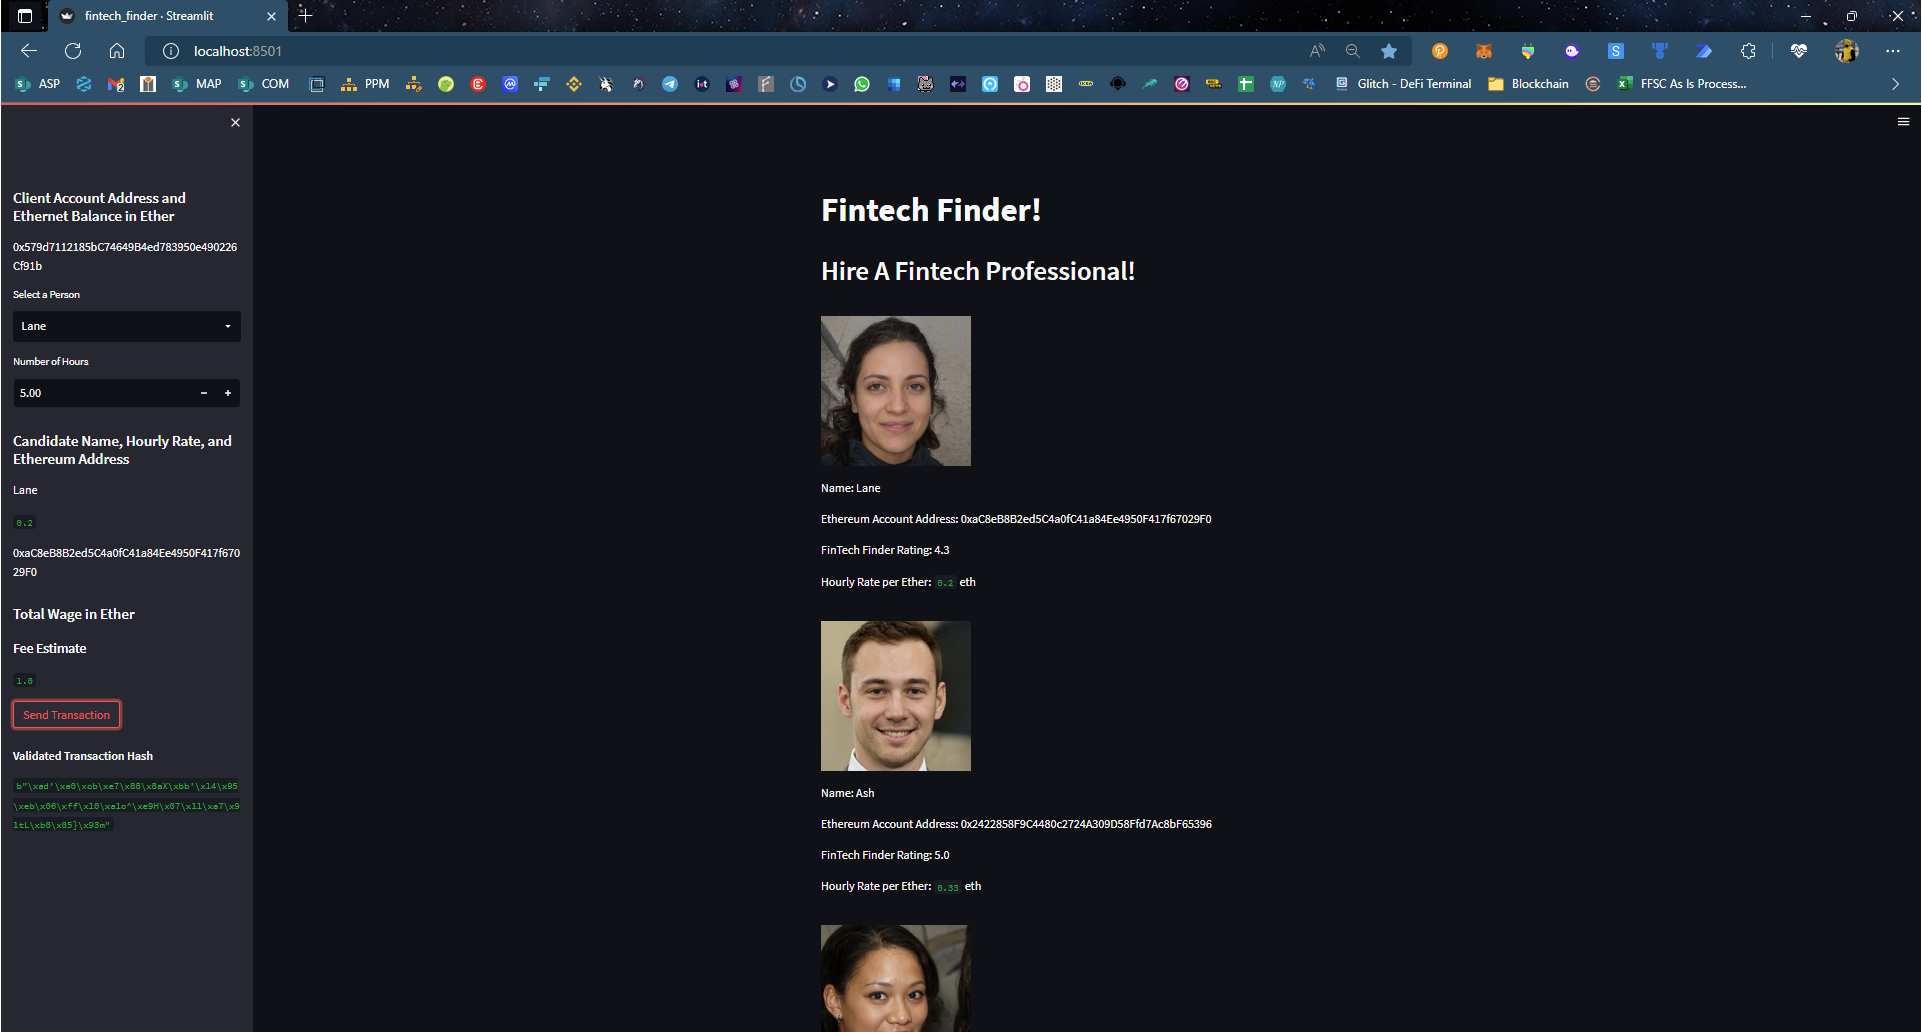 fintech_finder · Streamlit
localhost:8501
ASP
MAP
COM
PPM
Glitch - DeFi Terminal
Blockchain
FFSC As Is Process...
Client Account Address and
Ethernet Balance in Ether
0x579d7112185bC74649B4ed783950e490226
Cf91b
Select a Person
Lane
Number of Hours
5.00
Candidate Name, Hourly Rate, and
Ethereum Address
Lane
0.2
0xaC8eB8B2ed5C4a0fC41a84Ee4950F417f670
29F0
Total Wage in Ether
Fee Estimate
1.0
Send Transaction
Validated Transaction Hash
Fintech Finder!
Hire A Fintech Professional!
Name: Lane
Ethereum Account Address: 0xaC8eB8B2ed5C4a0fC41a84Ee4950F417f67029F0
FinTech Finder Rating: 4.3
Hourly Rate per Ether: 0.2 eth
Name: Ash
Ethereum Account Address: 0x2422858F9C4480c2724A309D58Ffd7Ac8bF65396
FinTech Finder Rating: 5.0
Hourly Rate per Ether: 0.33 eth